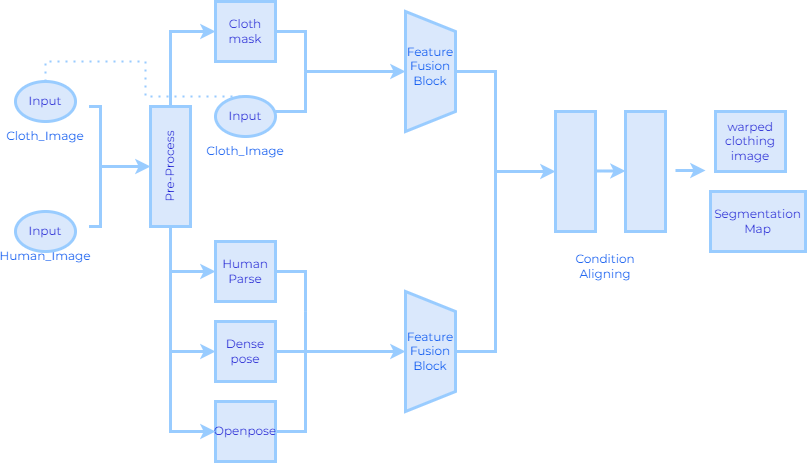 Input
Cloth_Image
Input
Human_Image
Pre-Process
Cloth
mask
Input
Cloth_Image
Human
Parse
Dense
pose
Openpose
Feature
Fusion
Block
Feature
Fusion
Block
Condition
Aligning
warped
clothing
image
Segmentation
Map